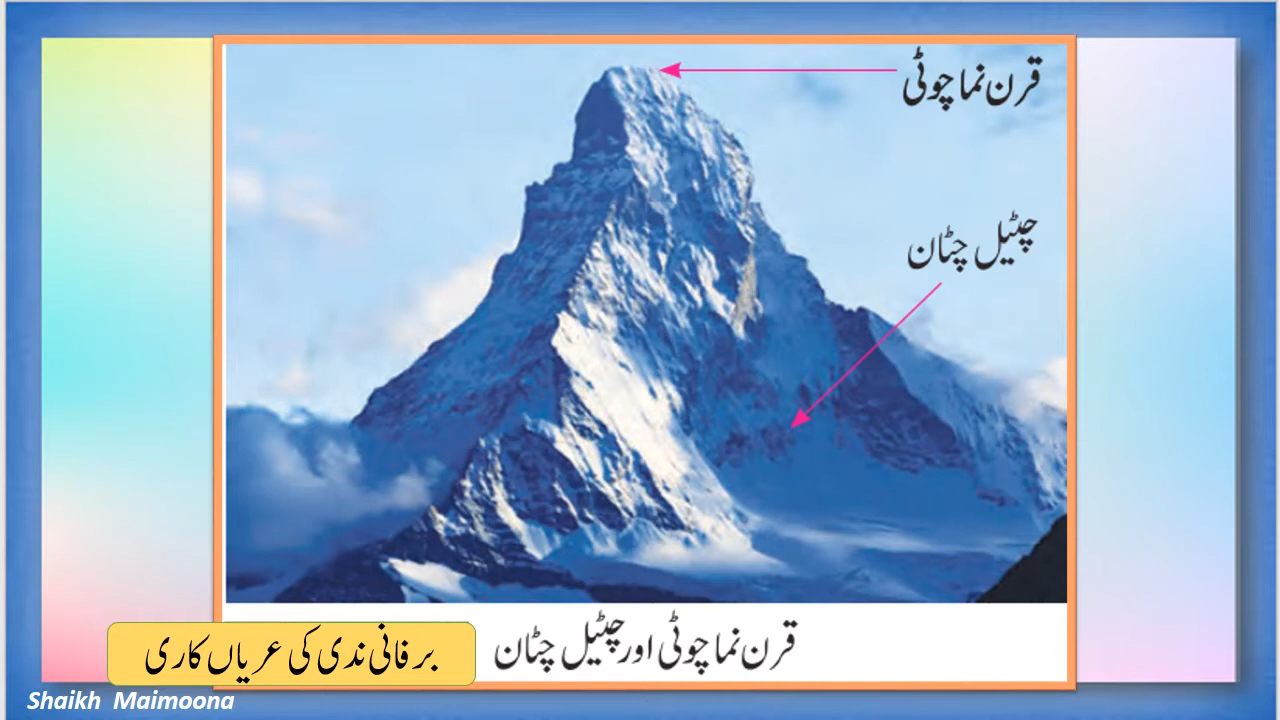 قرن نما چوٹی
چٹیل چٹان
قرن نما چوٹی اور چٹیل چٹان
برفانی ندی کی عریاں کاری
Shaikh Maimoona